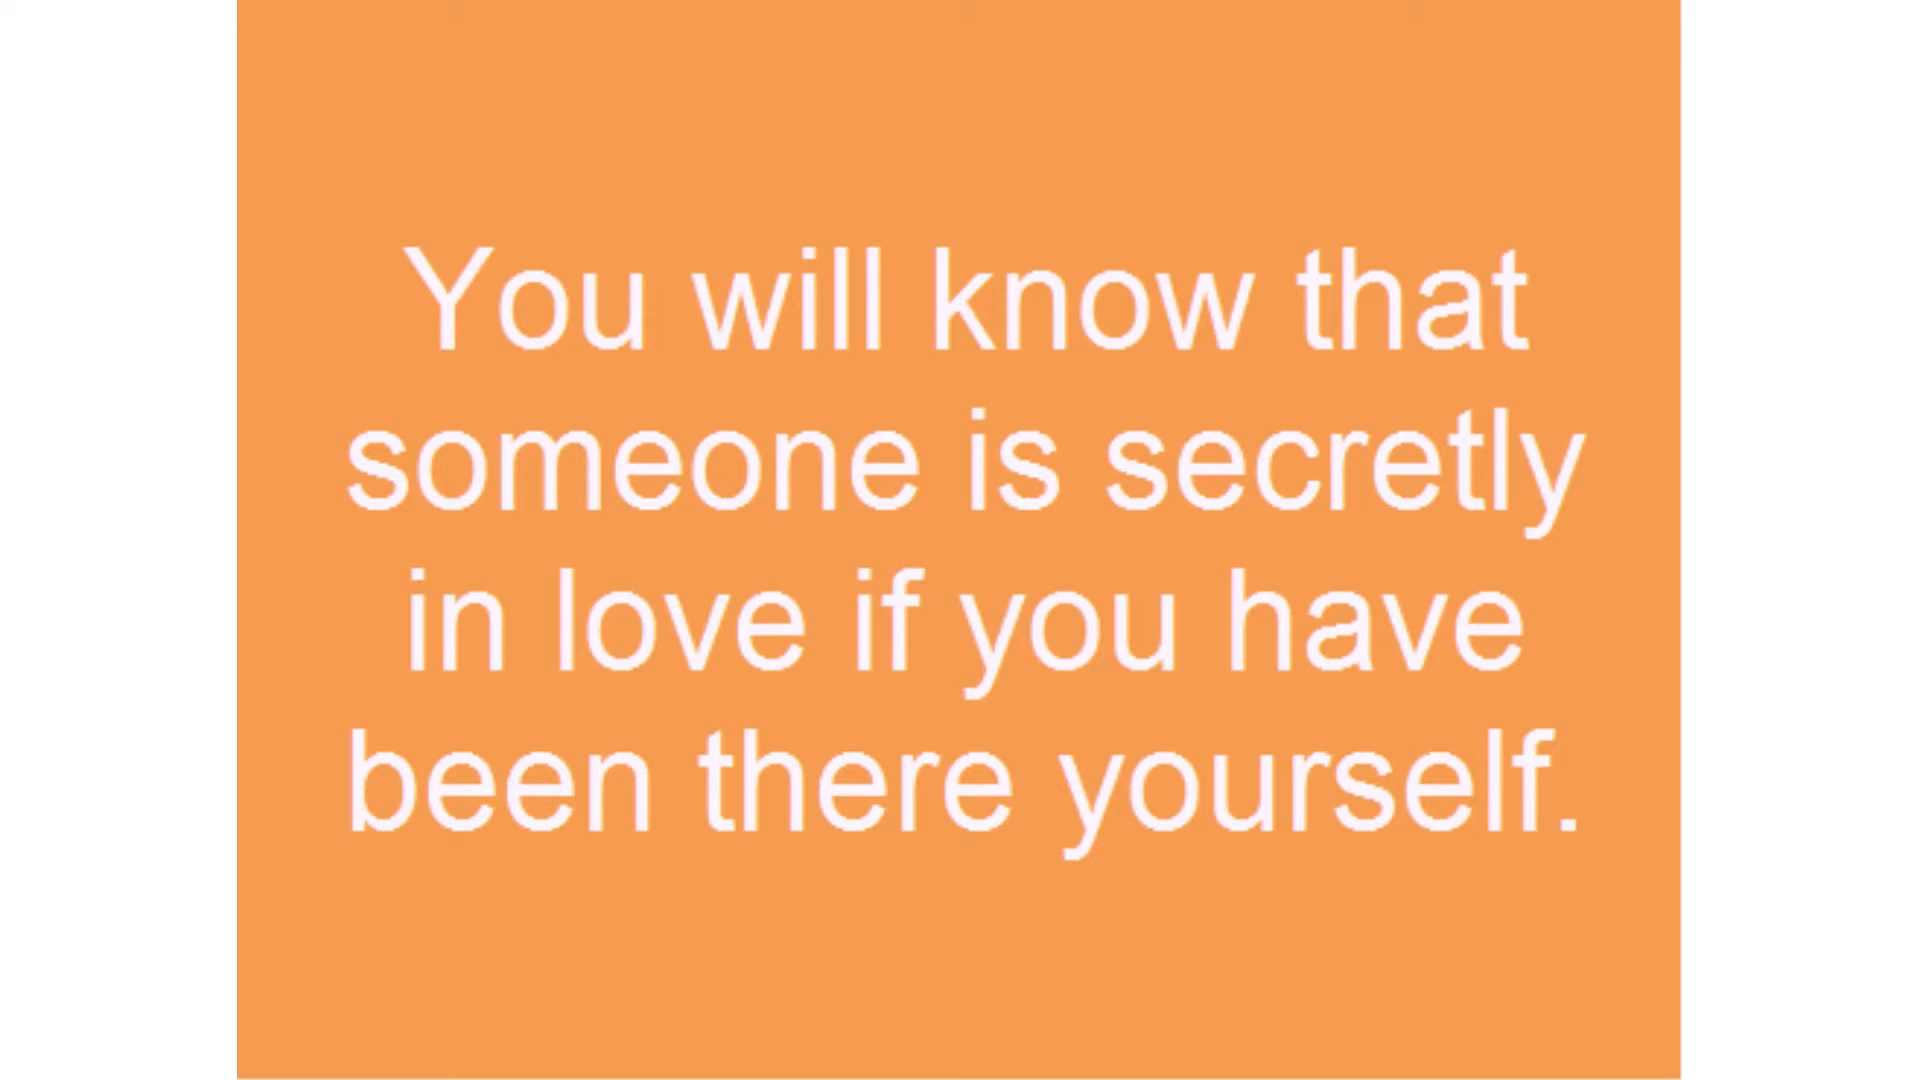 You will know that
someone is secretly
in love if you have
been there yourself.